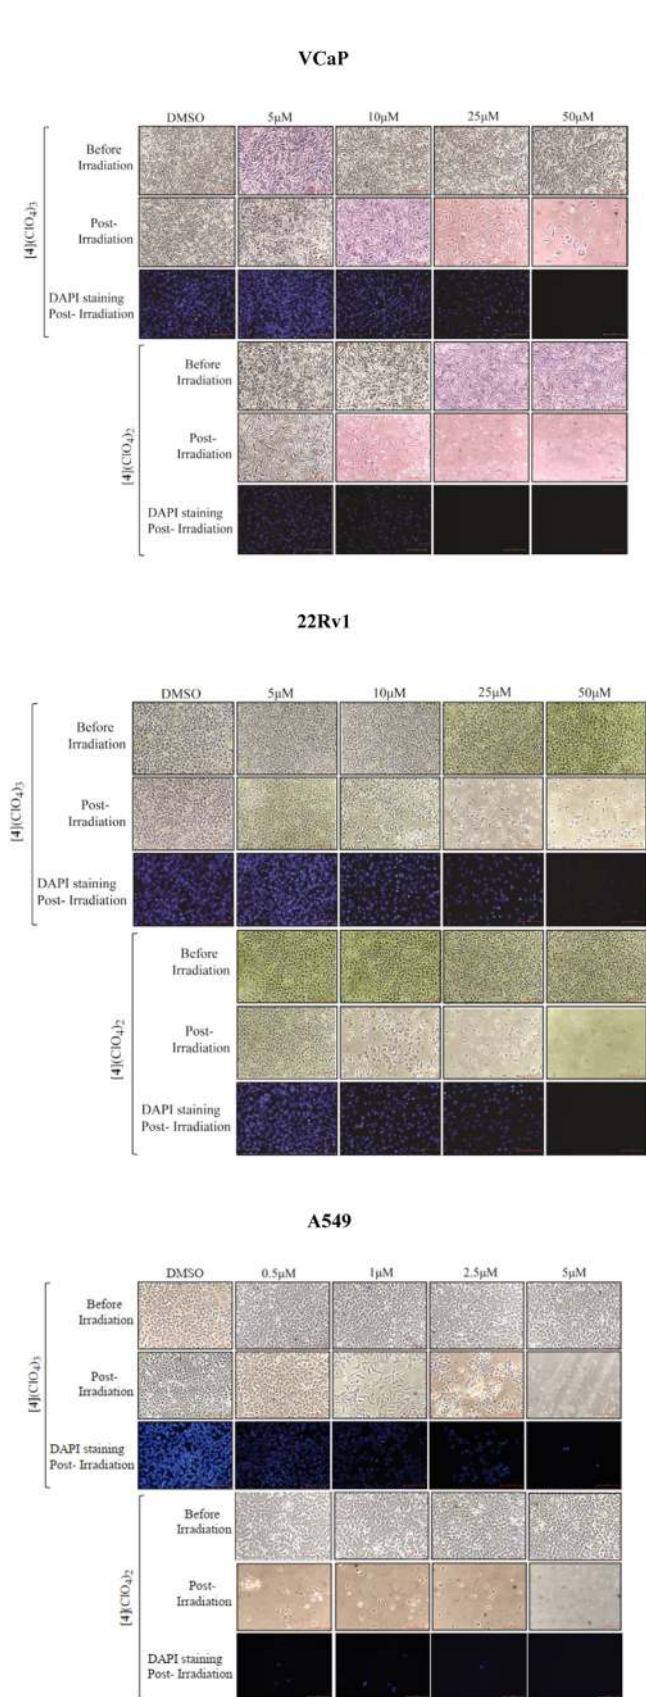 VCaP
DMSO 5μM 10μM 25μM 50μM
[4](ClO4)3
Before
Irradiation
Post-
Irradiation
DAPI staining
Post- Irradiation
[4](ClO4)2
Before
Irradiation
Post-
Irradiation
DAPI staining
Post- Irradiation
22Rv1
DMSO 5μM 10μM 25μM 50μM
[4](ClO4)3
Before
Irradiation
Post-
Irradiation
DAPI staining
Post- Irradiation
[4](ClO4)2
Before
Irradiation
Post-
Irradiation
DAPI staining
Post- Irradiation
A549
DMSO 0.5μM 1μM 2.5μM 5μM
[4](ClO4)3
Before
Irradiation
Post-
Irradiation
DAPI staining
Post- Irradiation
[4](ClO4)2
Before
Irradiation
Post-
Irradiation
DAPI staining
Post- Irradiation